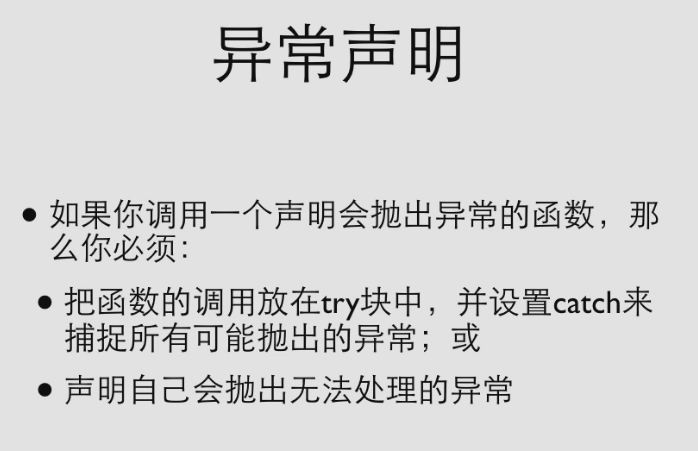 异常声明
• 如果你调用一个声明会抛出异常的函数，那
么你必须：
• 把函数的调用放在try块中，并设置catch来
捕捉所有可能抛出的异常；或
• 声明自己会抛出无法处理的异常